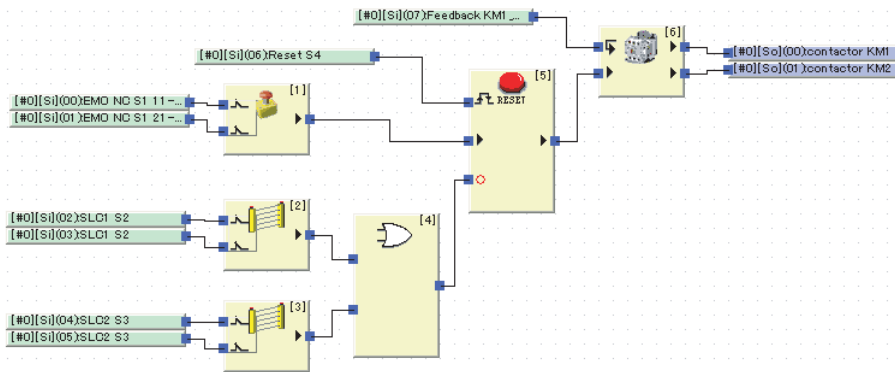 [#0][Si](07):Feedback KM1 _...
[6]
[#0][Si](06):Reset S4
[#0][So](00):contactor KM1
[#0][So](01):contactor KM2
[5]
RESET
[1]
[#0][Si](00):EMO NC S1 11-...
[#0][Si](01):EMO NC S1 21-...
[2]
[#0][Si](02):SLC1 S2
[#0][Si](03):SLC1 S2
[4]
[3]
[#0][Si](04):SLC2 S3
[#0][Si](05):SLC2 S3